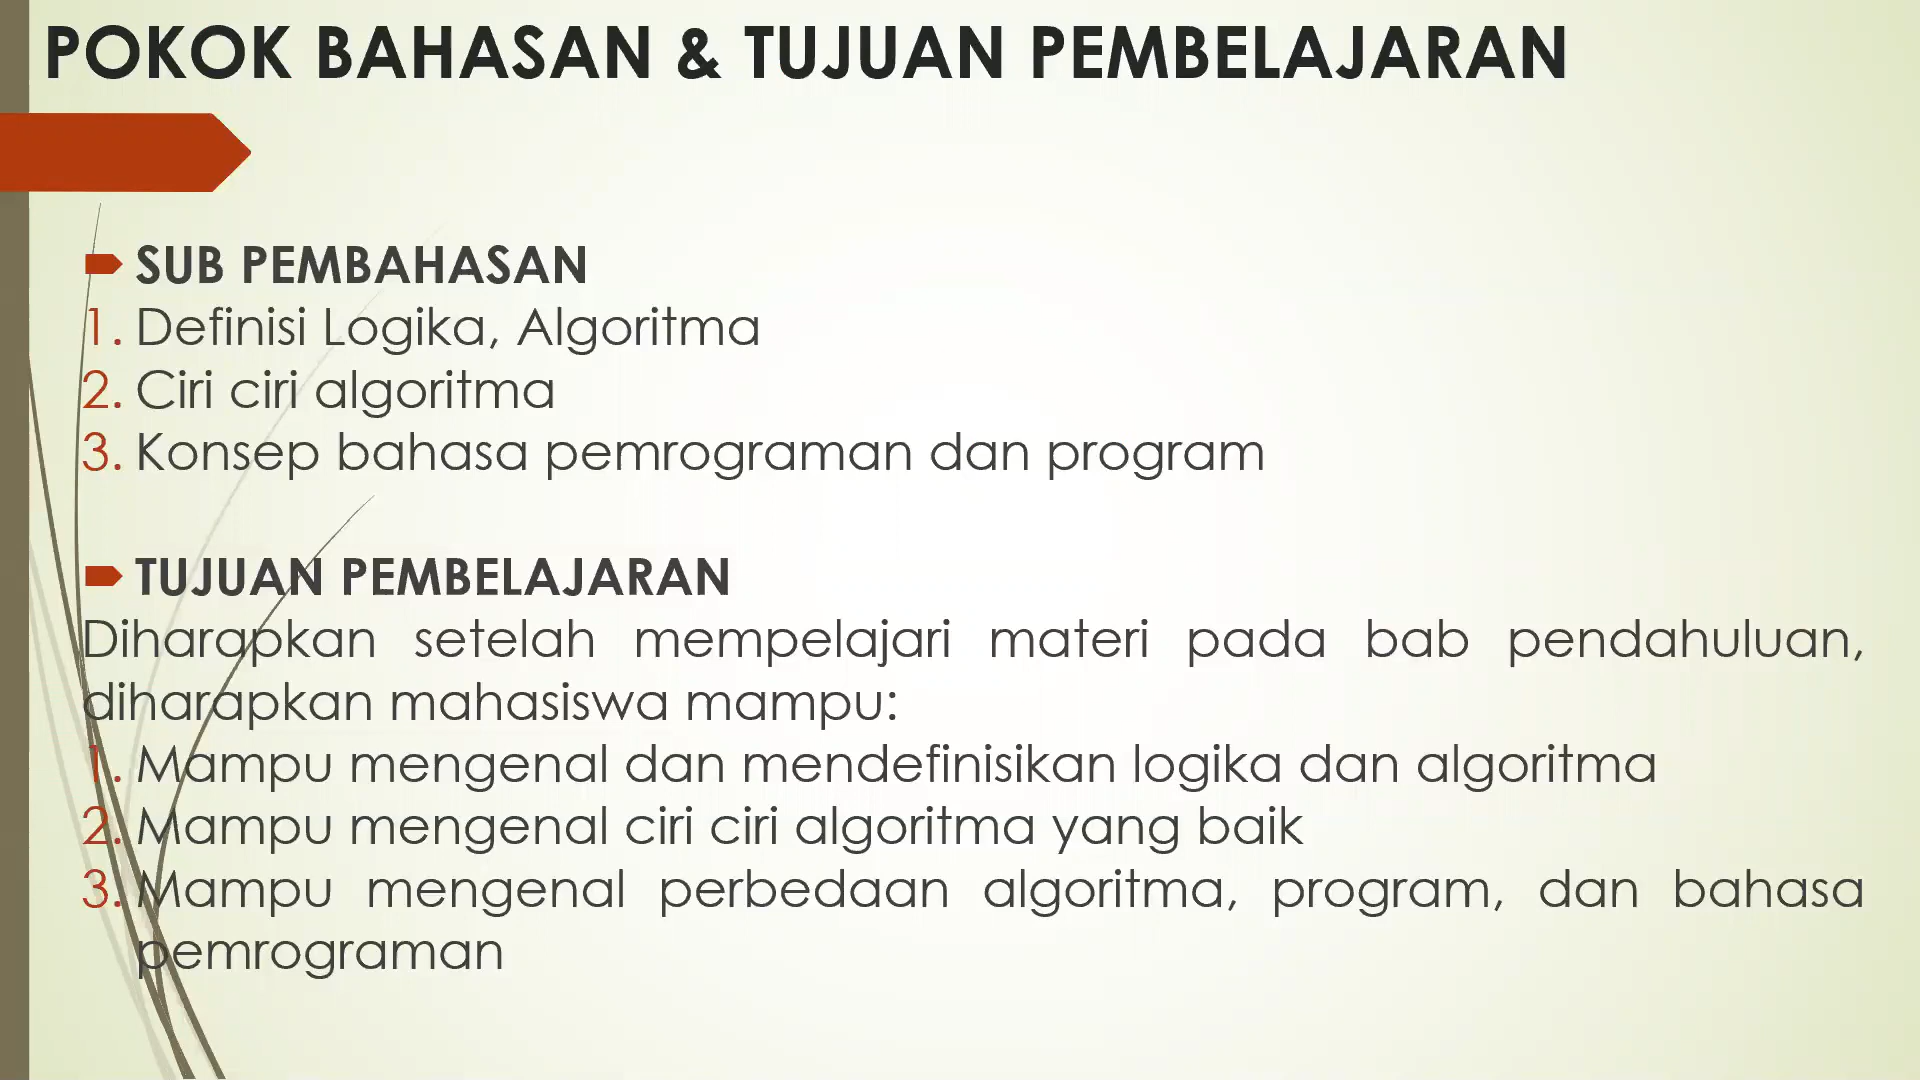 POKOK BAHASAN & TUJUAN PEMBELAJARAN
SUB PEMBAHASAN
1. Definisi Logika, Algoritma
2. Ciri ciri algoritma
3. Konsep bahasa pemrograman dan program
TUJUAN PEMBELAJARAN
Diharapkan setelah mempelajari materi pada bab pendahuluan,
diharapkan mahasiswa mampu:
1. Mampu mengenal dan mendefinisikan logika dan algoritma
2. Mampu mengenal ciri ciri algoritma yang baik
3. Mampu mengenal perbedaan algoritma, program, dan bahasa
pemrograman